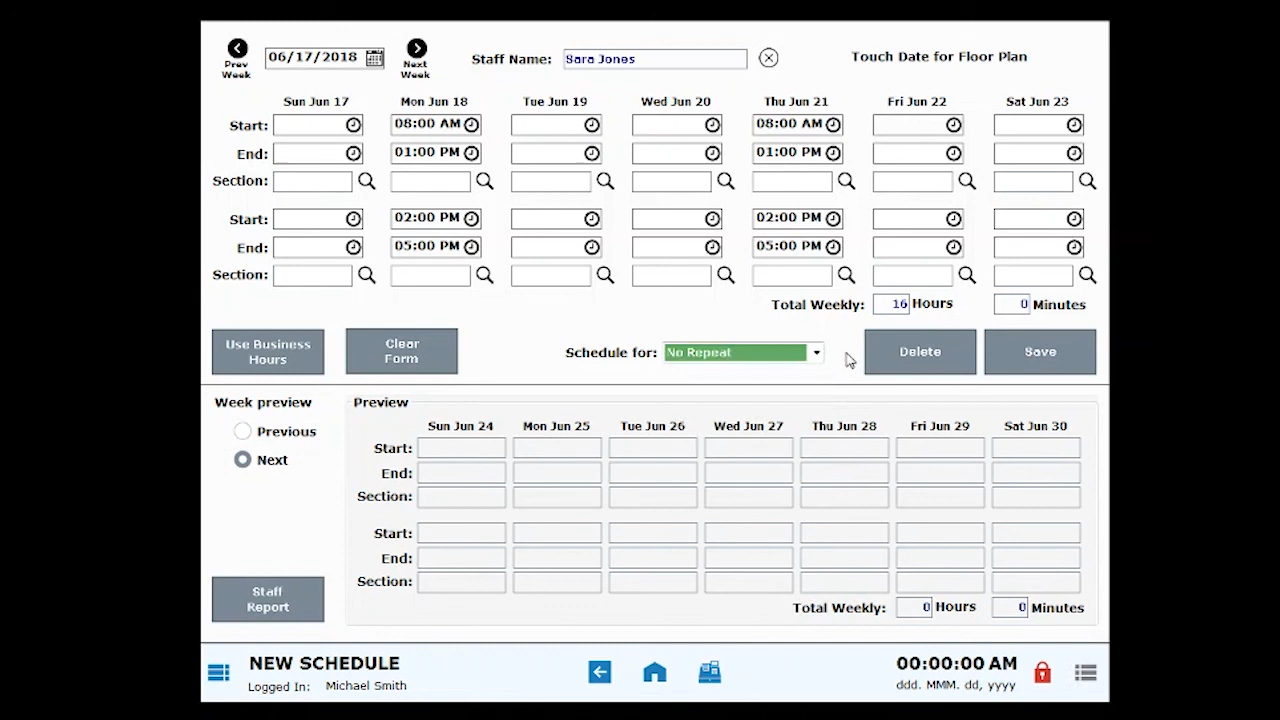 Prev Week
06/17/2018
Next Week
Staff Name: Sara Jones
Touch Date for Floor Plan
Sun Jun 17 Mon Jun 18 Tue Jun 19 Wed Jun 20 Thu Jun 21 Fri Jun 22 Sat Jun 23
Start: 08:00 AM 08:00 AM
End: 01:00 PM 01:00 PM
Section:
Start: 02:00 PM 02:00 PM
End: 05:00 PM 05:00 PM
Section:
Total Weekly: 16 Hours 0 Minutes
Use Business
Hours
Clear
Form
Schedule for: No Repeat
Delete
Save
Week preview
Previous
Next
Preview
Sun Jun 24 Mon Jun 25 Tue Jun 26 Wed Jun 27 Thu Jun 28 Fri Jun 29 Sat Jun 30
Start:
End:
Section:
Start:
End:
Section:
Total Weekly: 0 Hours 0 Minutes
Staff
Report
NEW SCHEDULE
Logged In: Michael Smith
00:00:00 AM
ddd. MMM. dd, yyyy